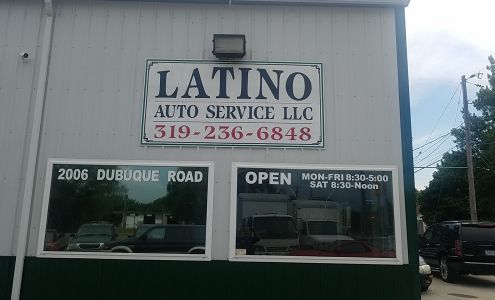 LATINO
AUTO SERVICE LLC
319-236-6848
2006 DUBUQUE ROAD
OPEN MON-FRI 8:30-5:00
SAT 8:30-Noon